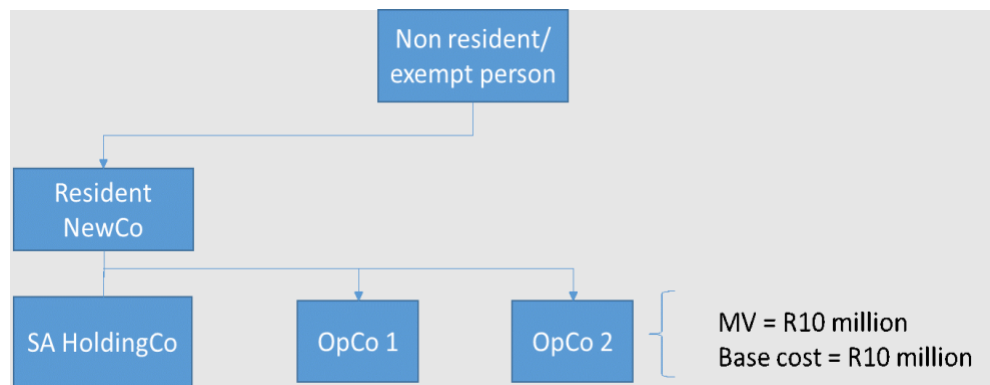 Non resident/
exempt person
Resident
NewCo
SA HoldingCo
OpCo 1
OpCo 2
MV = R10 million
Base cost = R10 million